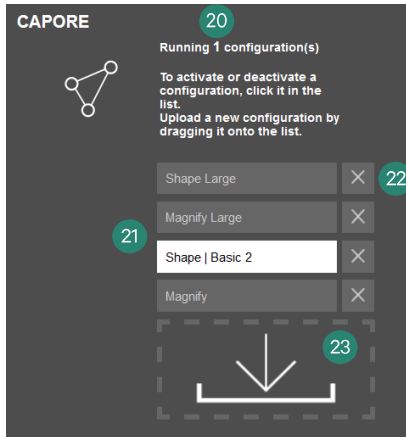 CAPORE
20
Running 1 configuration(s)
To activate or deactivate a
configuration, click it in the
list.
Upload a new configuration by
dragging it onto the list.
Shape Large
22
Magnify Large
21
Shape | Basic 2
Magnify
23